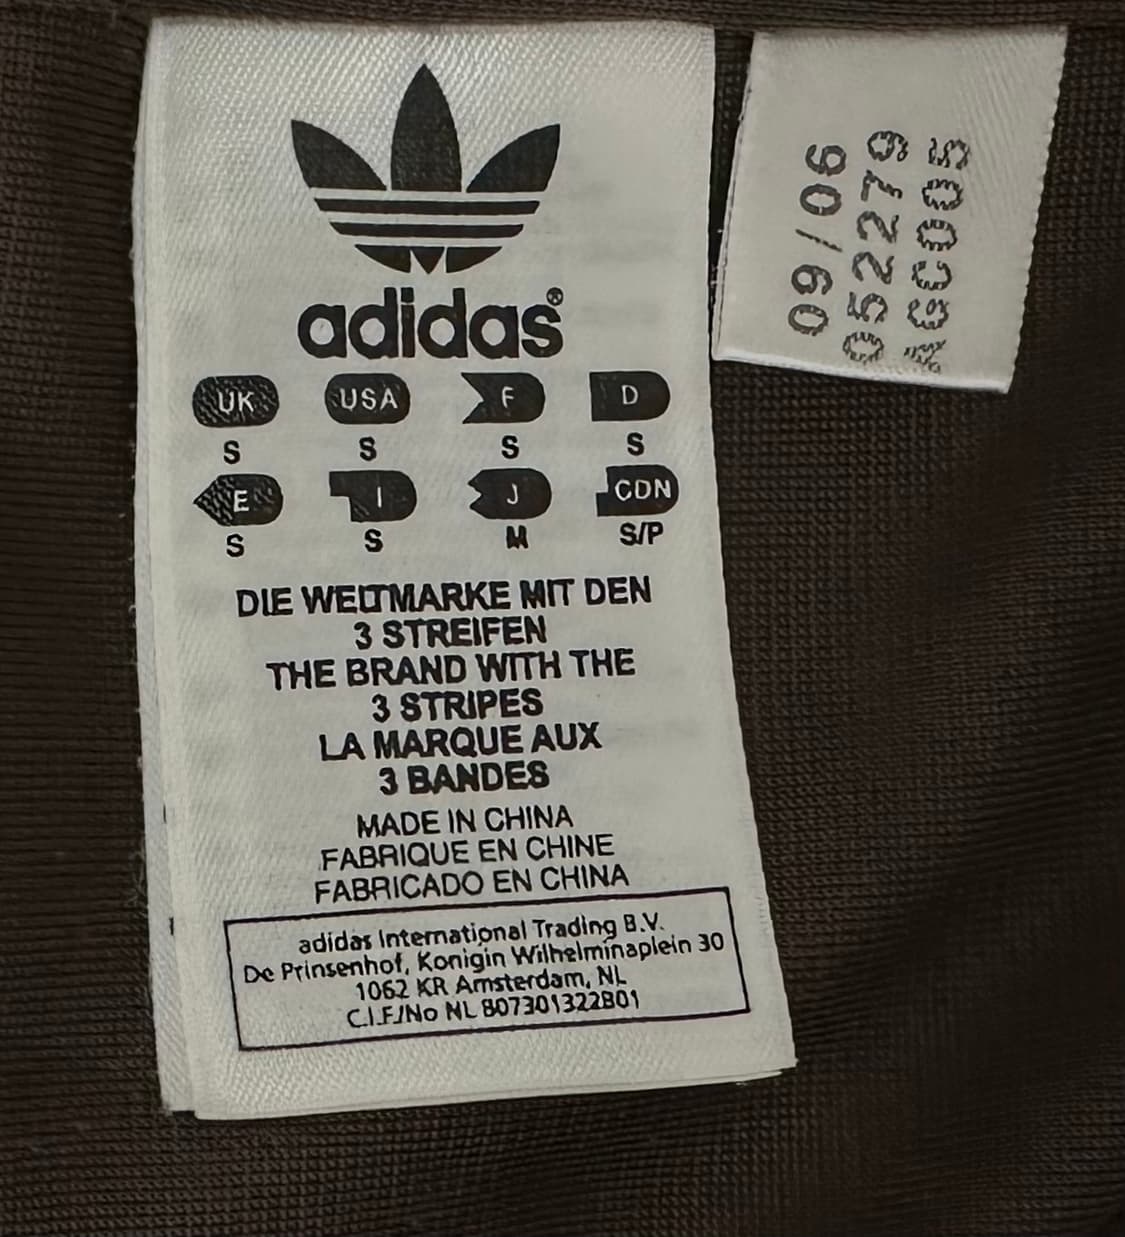 adidas®
UK USA F D
S S S S
E I J CDN
S S M S/P
DIE WELTMARKE MIT DEN
3 STREIFEN
THE BRAND WITH THE
3 STRIPES
LA MARQUE AUX
3 BANDES
MADE IN CHINA
FABRIQUE EN CHINE
FABRICADO EN CHINA
adidas International Trading B.V.
De Prinsenhof, Konigin Wilhelminaplein 30
1062 KR Amsterdam, NL
C.I.F./No NL 807301322B01
09/06
052279
RGC005